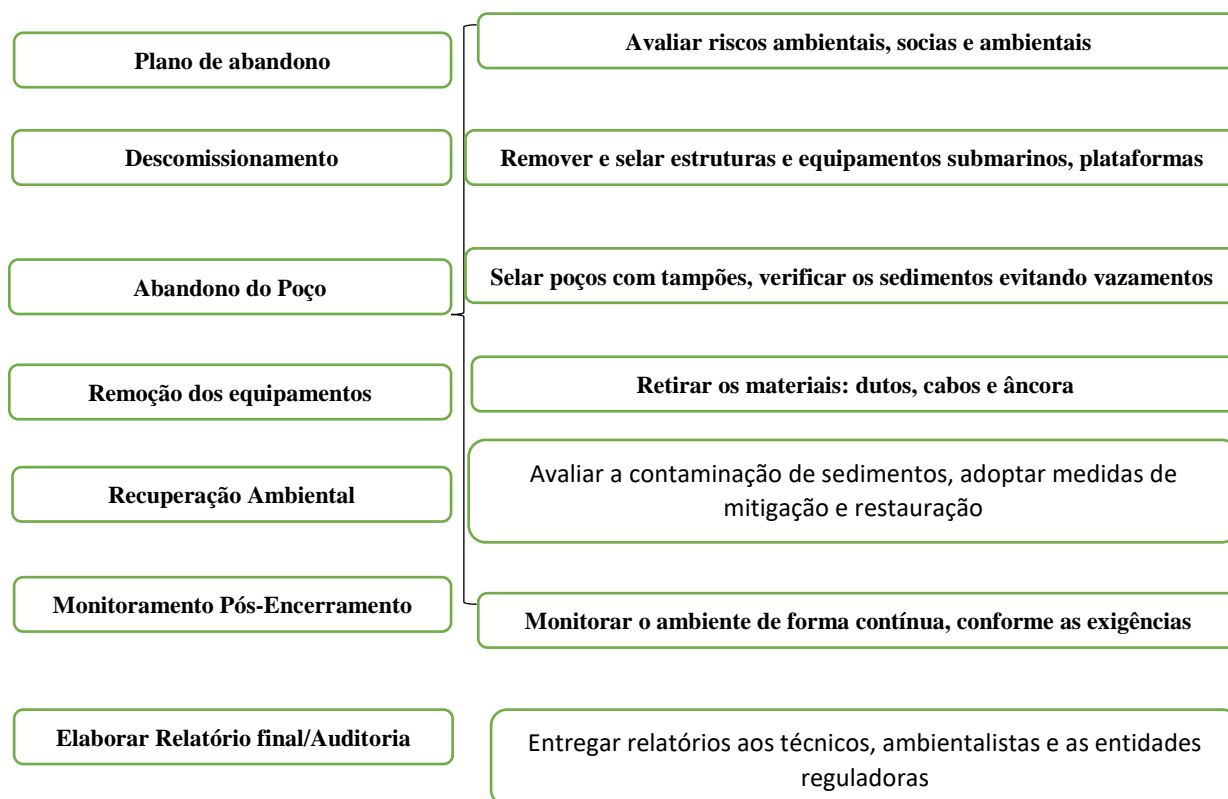 Plano de abandono
Avaliar riscos ambientais, socias e ambientais
Descomissionamento
Remover e selar estruturas e equipamentos submarinos, plataformas
Abandono do Poço
Selar poços com tampões, verificar os sedimentos evitando vazamentos
Remoção dos equipamentos
Retirar os materiais: dutos, cabos e âncora
Recuperação Ambiental
Avaliar a contaminação de sedimentos, adoptar medidas de
mitigação e restauração
Monitoramento Pós-Encerramento
Monitorar o ambiente de forma contínua, conforme as exigências
Elaborar Relatório final/Auditoria
Entregar relatórios aos técnicos, ambientalistas e as entidades
reguladoras